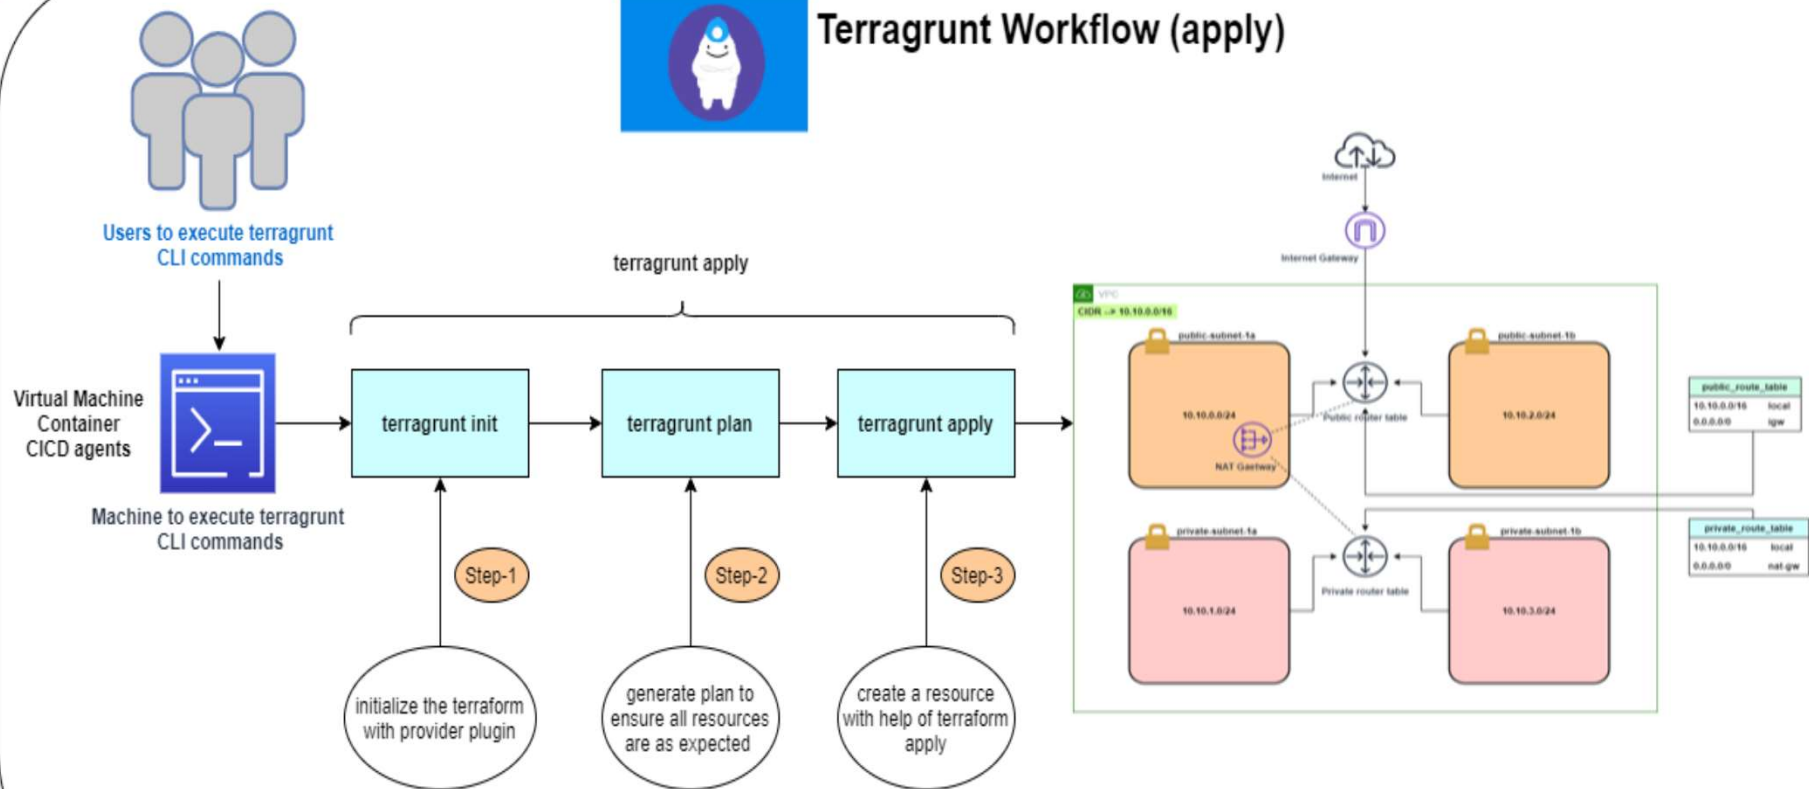 Terragrunt Workflow (apply)
Users to execute terragrunt
CLI commands
Virtual Machine
Container
CICD agents
Machine to execute terragrunt
CLI commands
terragrunt apply
terragrunt init
terragrunt plan
terragrunt apply
Step-1
Step-2
Step-3
initialize the terraform
with provider plugin
generate plan to
ensure all resources
are as expected
create a resource
with help of terraform
apply
Internet
Internet Gateway
VPC
CIDR --> 10.10.0.0/16
public-subnet-1a
10.10.0.0/24
NAT Gaetway
public-subnet-1b
10.10.2.0/24
Public router table
private-subnet-1a
10.10.1.0/24
private-subnet-1b
10.10.3.0/24
Private router table
public_route_table
10.10.0.0/16 local
0.0.0.0/0 igw
private_route_table
10.10.0.0/16 local
0.0.0.0/0 nat-gw